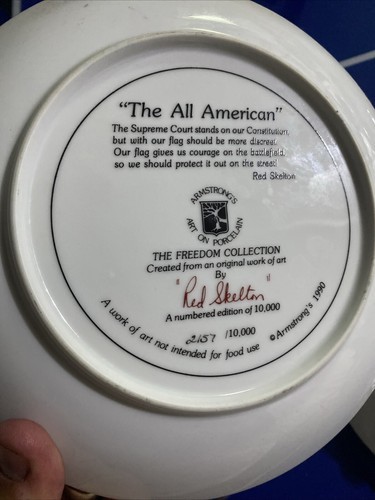 "The All American"
The Supreme Court stands on our Constitution,
but with our flag should be more discreet.
Our flag gives us courage on the battlefield,
so we should protect it out on the street!
Red Skelton
ARMSTRONG'S
ART ON PORCELAIN
THE FREEDOM COLLECTION
Created from an original work of art
By
"Red Skelton"
A numbered edition of 10,000
2457 /10,000
A work of art not intended for food use © Armstrong's 1990